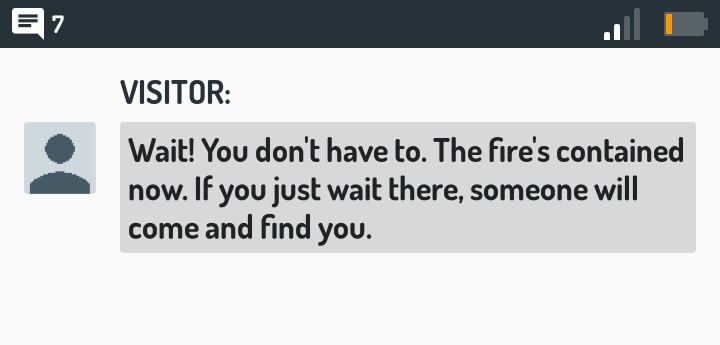 7
VISITOR:
Wait! You don't have to. The fire's contained
now. If you just wait there, someone will
come and find you.